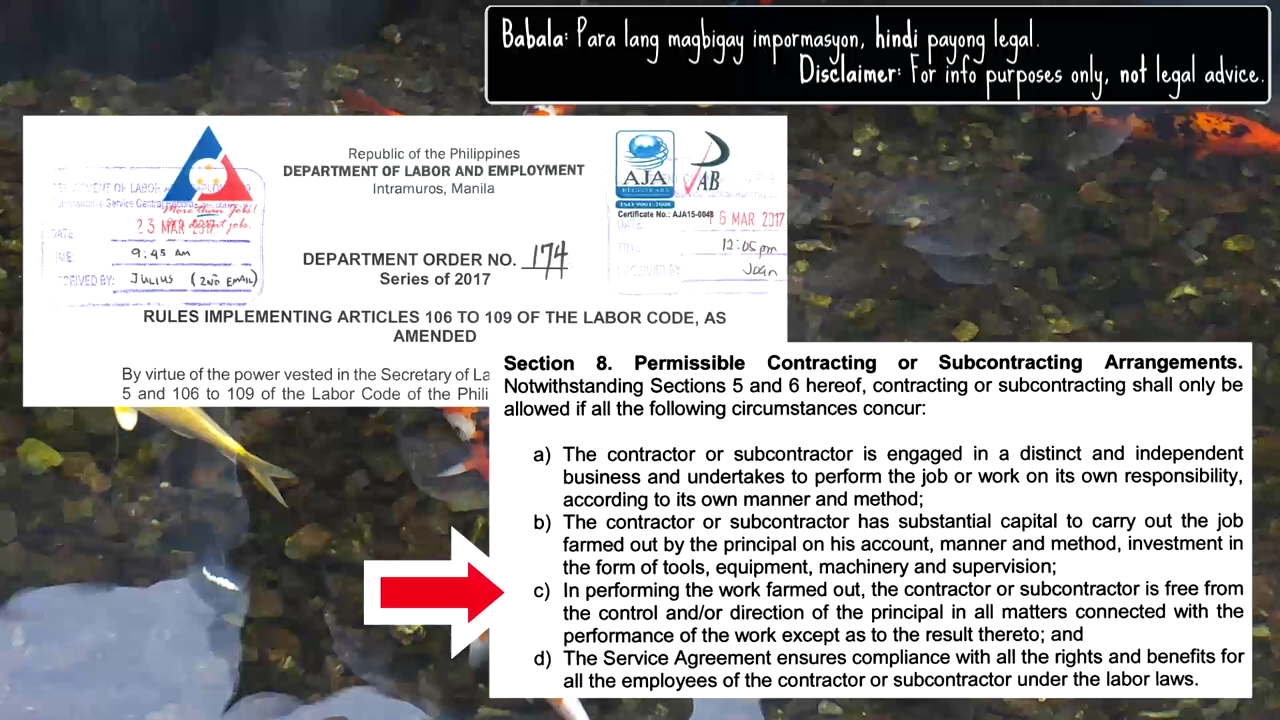 Babala: Para lang magbigay impormasyon, hindi payong legal.
Disclaimer: For info purposes only, not legal advice.
Republic of the Philippines
DEPARTMENT OF LABOR AND EMPLOYMENT
Intramuros, Manila
More than jobs!
23 MAR 2017
9:45 AM
JULIUS (2ND EMAIL)
AJA
REGISTRARS
ISO 9001:2008
AB
Certificate No.: AJA15-0048
6 MAR 2017
12:05 pm
Joan
DEPARTMENT ORDER NO. 174
Series of 2017
RULES IMPLEMENTING ARTICLES 106 TO 109 OF THE LABOR CODE, AS
AMENDED
By virtue of the power vested in the Secretary of La
5 and 106 to 109 of the Labor Code of the Phili
Section 8. Permissible Contracting or Subcontracting Arrangements.
Notwithstanding Sections 5 and 6 hereof, contracting or subcontracting shall only be
allowed if all the following circumstances concur:
a) The contractor or subcontractor is engaged in a distinct and independent
business and undertakes to perform the job or work on its own responsibility,
according to its own manner and method;
b) The contractor or subcontractor has substantial capital to carry out the job
farmed out by the principal on his account, manner and method, investment in
the form of tools, equipment, machinery and supervision;
c) In performing the work farmed out, the contractor or subcontractor is free from
the control and/or direction of the principal in all matters connected with the
performance of the work except as to the result thereto; and
d) The Service Agreement ensures compliance with all the rights and benefits for
all the employees of the contractor or subcontractor under the labor laws.